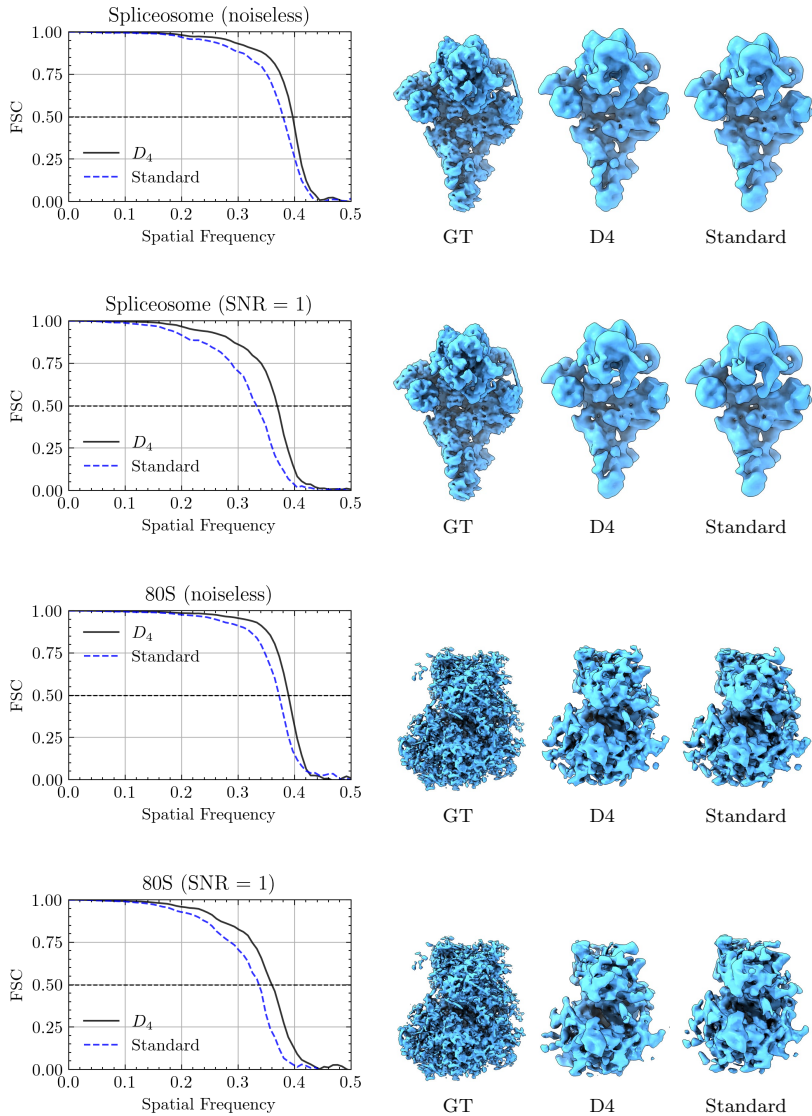 Spliceosome (noiseless)
1.00
0.75
0.50
0.25
0.00
FSC
D4
Standard
0.0 0.1 0.2 0.3 0.4 0.5
Spatial Frequency
GT D4 Standard
Spliceosome (SNR = 1)
1.00
0.75
0.50
0.25
0.00
FSC
D4
Standard
0.0 0.1 0.2 0.3 0.4 0.5
Spatial Frequency
GT D4 Standard
80S (noiseless)
1.00
0.75
0.50
0.25
0.00
FSC
D4
Standard
0.0 0.1 0.2 0.3 0.4 0.5
Spatial Frequency
GT D4 Standard
80S (SNR = 1)
1.00
0.75
0.50
0.25
0.00
FSC
D4
Standard
0.0 0.1 0.2 0.3 0.4 0.5
Spatial Frequency
GT D4 Standard